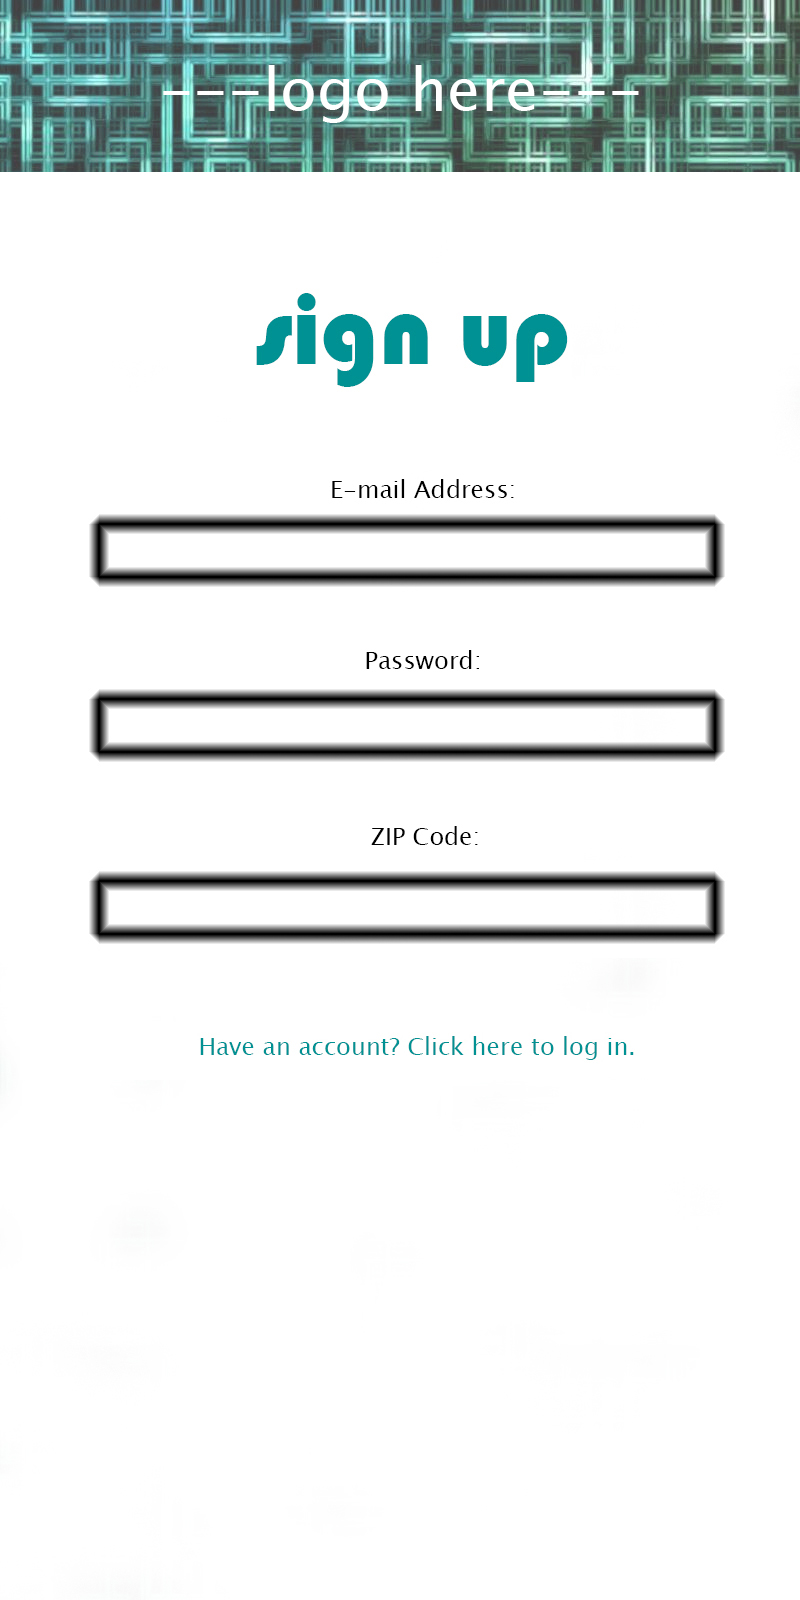 ---logo here---
sign up
E-mail Address:
Password:
ZIP Code:
Have an account? Click here to log in.